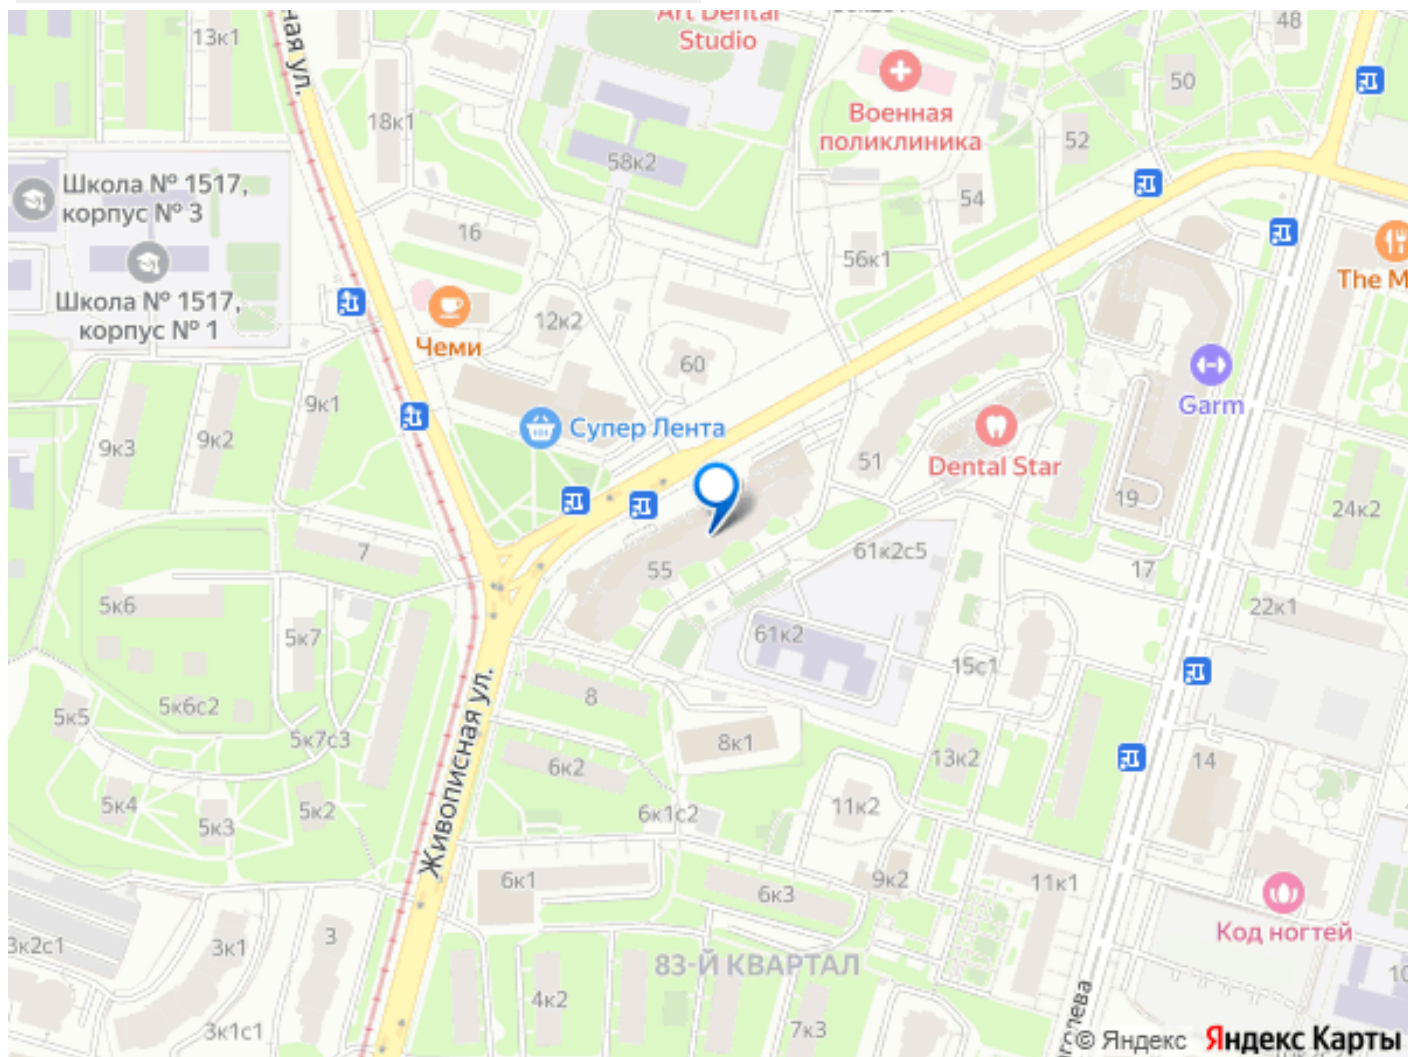 13к1
ная ул.
Art Dental
Studio
48
50
18к1
Военная
поликлиника
52
58к2
Школа № 1517,
корпус № 3
54
16
56к1
The M
Школа № 1517,
корпус № 1
12к2
Чеми
60
9к1
Garm
Супер Лента
9к3
9к2
51
Dental Star
19
24к2
7
61к2с5
55
17
5к6
22к1
5к7
61к2
15с1
8
5к6с2
5к5
5к7с3
8к1
Живописная ул.
6к2
13к2
14
5к4
5к2
6к1с2
11к2
5к3
6к1
6к3
9к2
11к1
Код ногтей
3к2с1
3к1
3
83-Й КВАРТАЛ
10
4к2
7к3
3к1с1
© Яндекс
Яндекс Карты